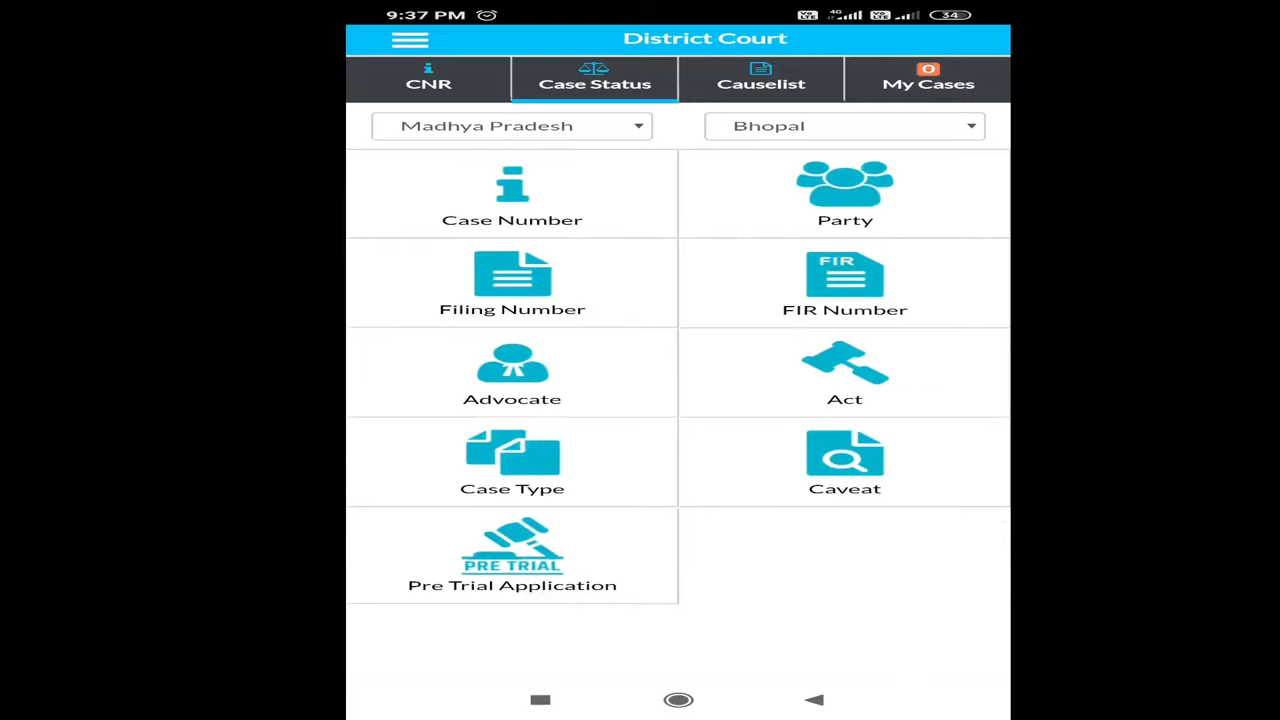 9:37 PM
4G
34
District Court
CNR
Case Status
Causelist
0
My Cases
Madhya Pradesh
Bhopal
Case Number
Party
Filing Number
FIR
FIR Number
Advocate
Act
Case Type
Caveat
PRE TRIAL
Pre Trial Application